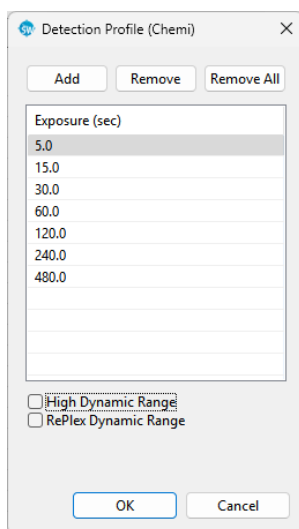 SW Detection Profile (Chemi)
Add Remove Remove All
Exposure (sec)
5.0
15.0
30.0
60.0
120.0
240.0
480.0
High Dynamic Range
RePlex Dynamic Range
OK Cancel